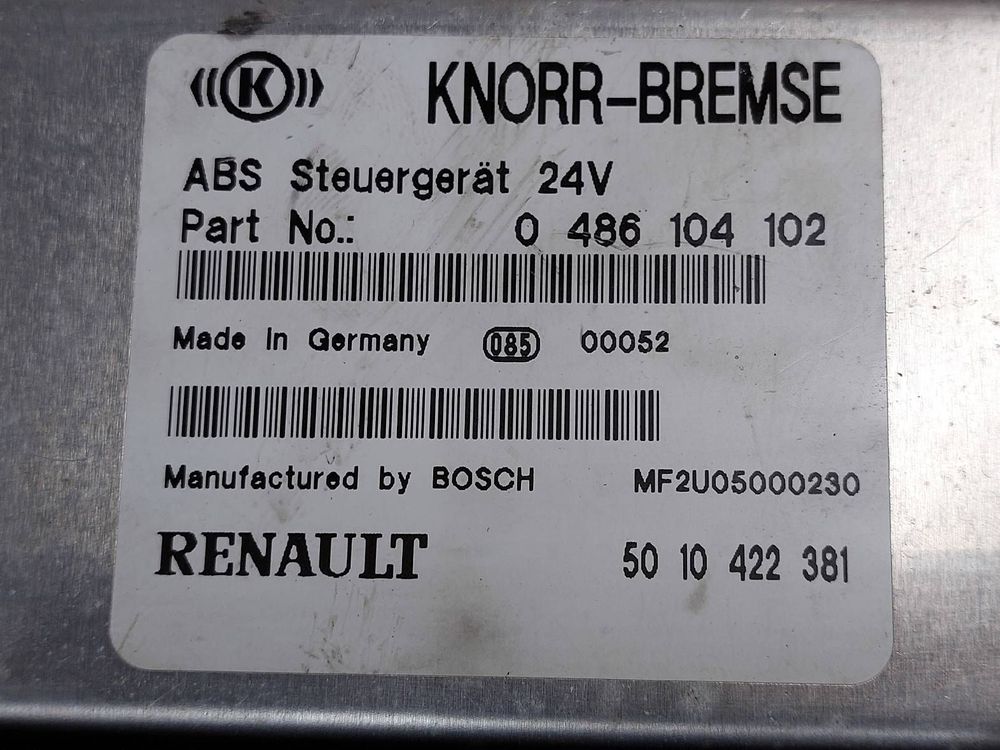 ((K)) KNORR-BREMSE
ABS Steuergerät 24V
Part No.: 0 486 104 102
Made in Germany 085 00052
Manufactured by BOSCH MF2U05000230
RENAULT 50 10 422 381